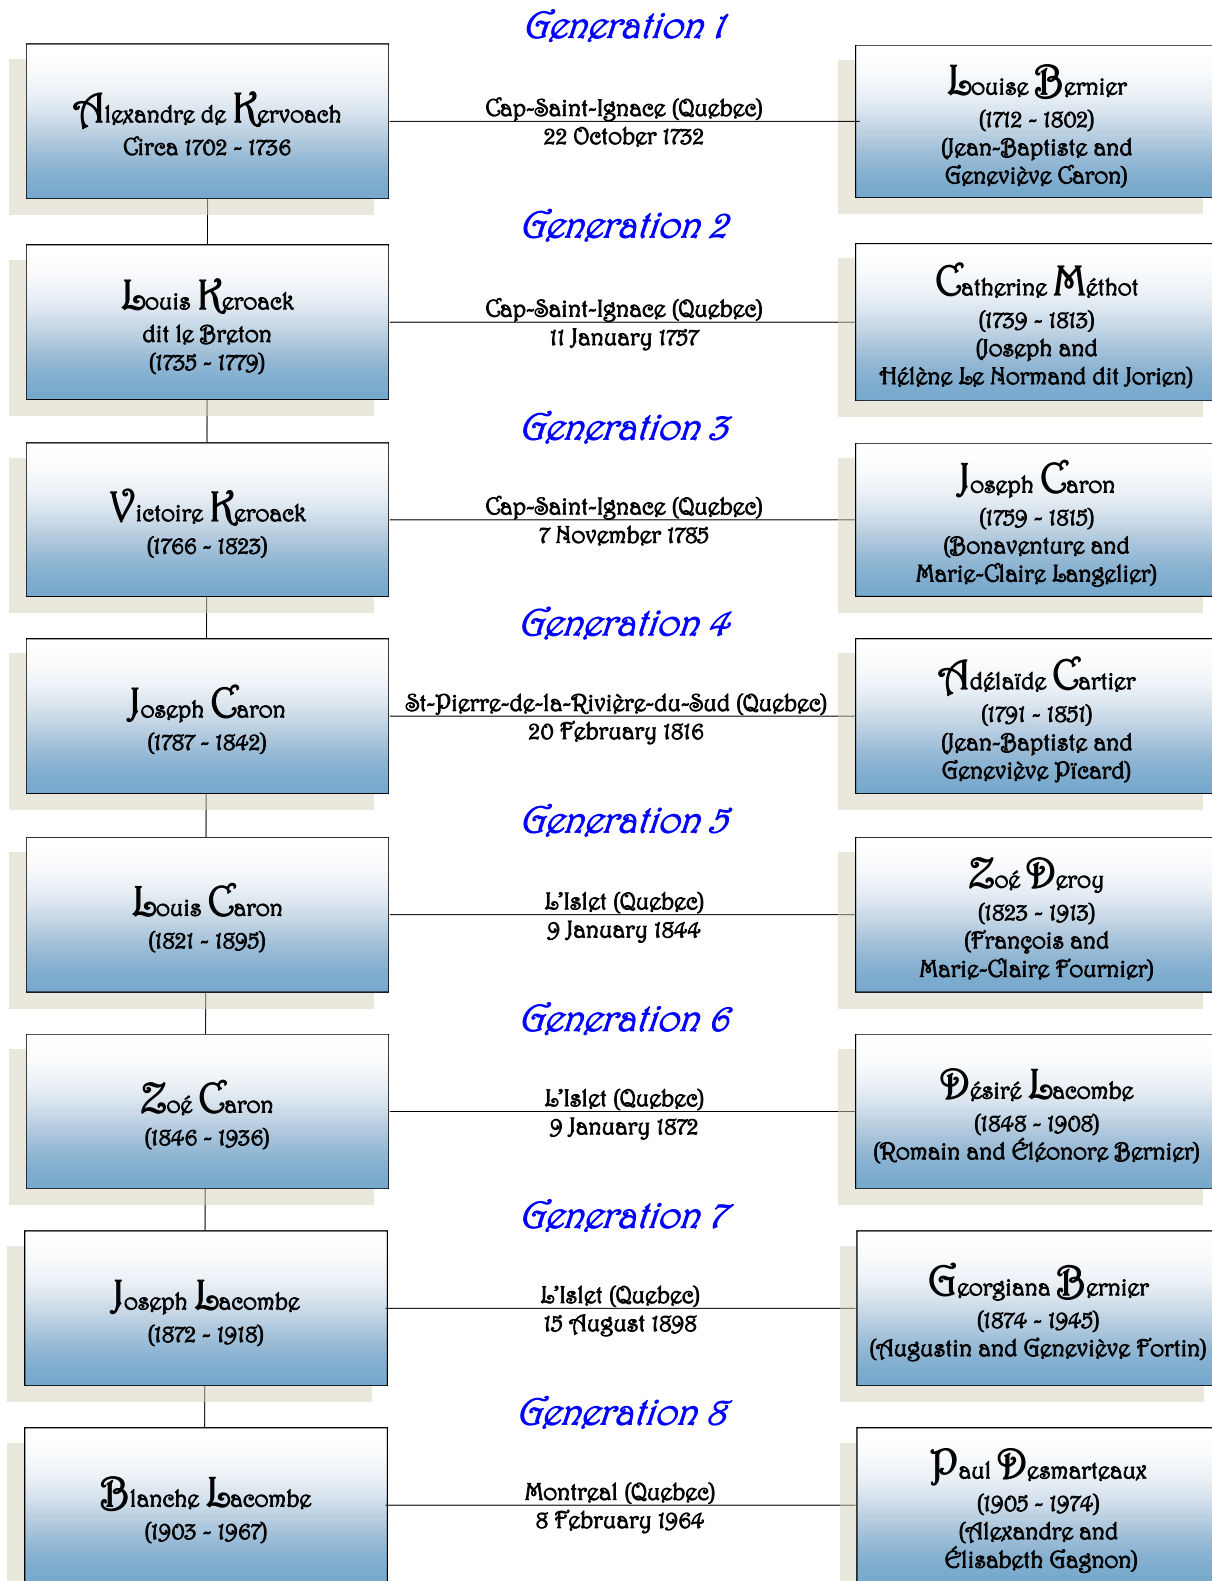 Generation 1
Alexandre de Kervoach
Circa 1702 - 1736
Cap-Saint-Ignace (Quebec)
22 October 1732
Louise Bernier
(1712 - 1802)
(Jean-Baptiste and
Geneviève Caron)
Generation 2
Louis Keroack
dit le Breton
(1735 - 1779)
Cap-Saint-Ignace (Quebec)
11 January 1757
Catherine Méthot
(1739 - 1813)
(Joseph and
Hélène Le Normand dit Jorien)
Generation 3
Victoire Keroack
(1766 - 1823)
Cap-Saint-Ignace (Quebec)
7 November 1785
Joseph Caron
(1759 - 1815)
(Bonaventure and
Marie-Claire Langelier)
Generation 4
Joseph Caron
(1787 - 1842)
St-Pierre-de-la-Rivière-du-Sud (Quebec)
20 February 1816
Adélaïde Cartier
(1791 - 1851)
(Jean-Baptiste and
Geneviève Pïcard)
Generation 5
Louis Caron
(1821 - 1895)
L'Islet (Quebec)
9 January 1844
Zoé Deroy
(1823 - 1913)
(François and
Marie-Claire Fournier)
Generation 6
Zoé Caron
(1846 - 1936)
L'Islet (Quebec)
9 January 1872
Désiré Lacombe
(1848 - 1908)
(Romain and Éléonore Bernier)
Generation 7
Joseph Lacombe
(1872 - 1918)
L'Islet (Quebec)
15 August 1898
Georgiana Bernier
(1874 - 1945)
(Augustin and Geneviève Fortin)
Generation 8
Blanche Lacombe
(1903 - 1967)
Montreal (Quebec)
8 February 1964
Paul Desmarteaux
(1905 - 1974)
(Alexandre and
Élisabeth Gagnon)